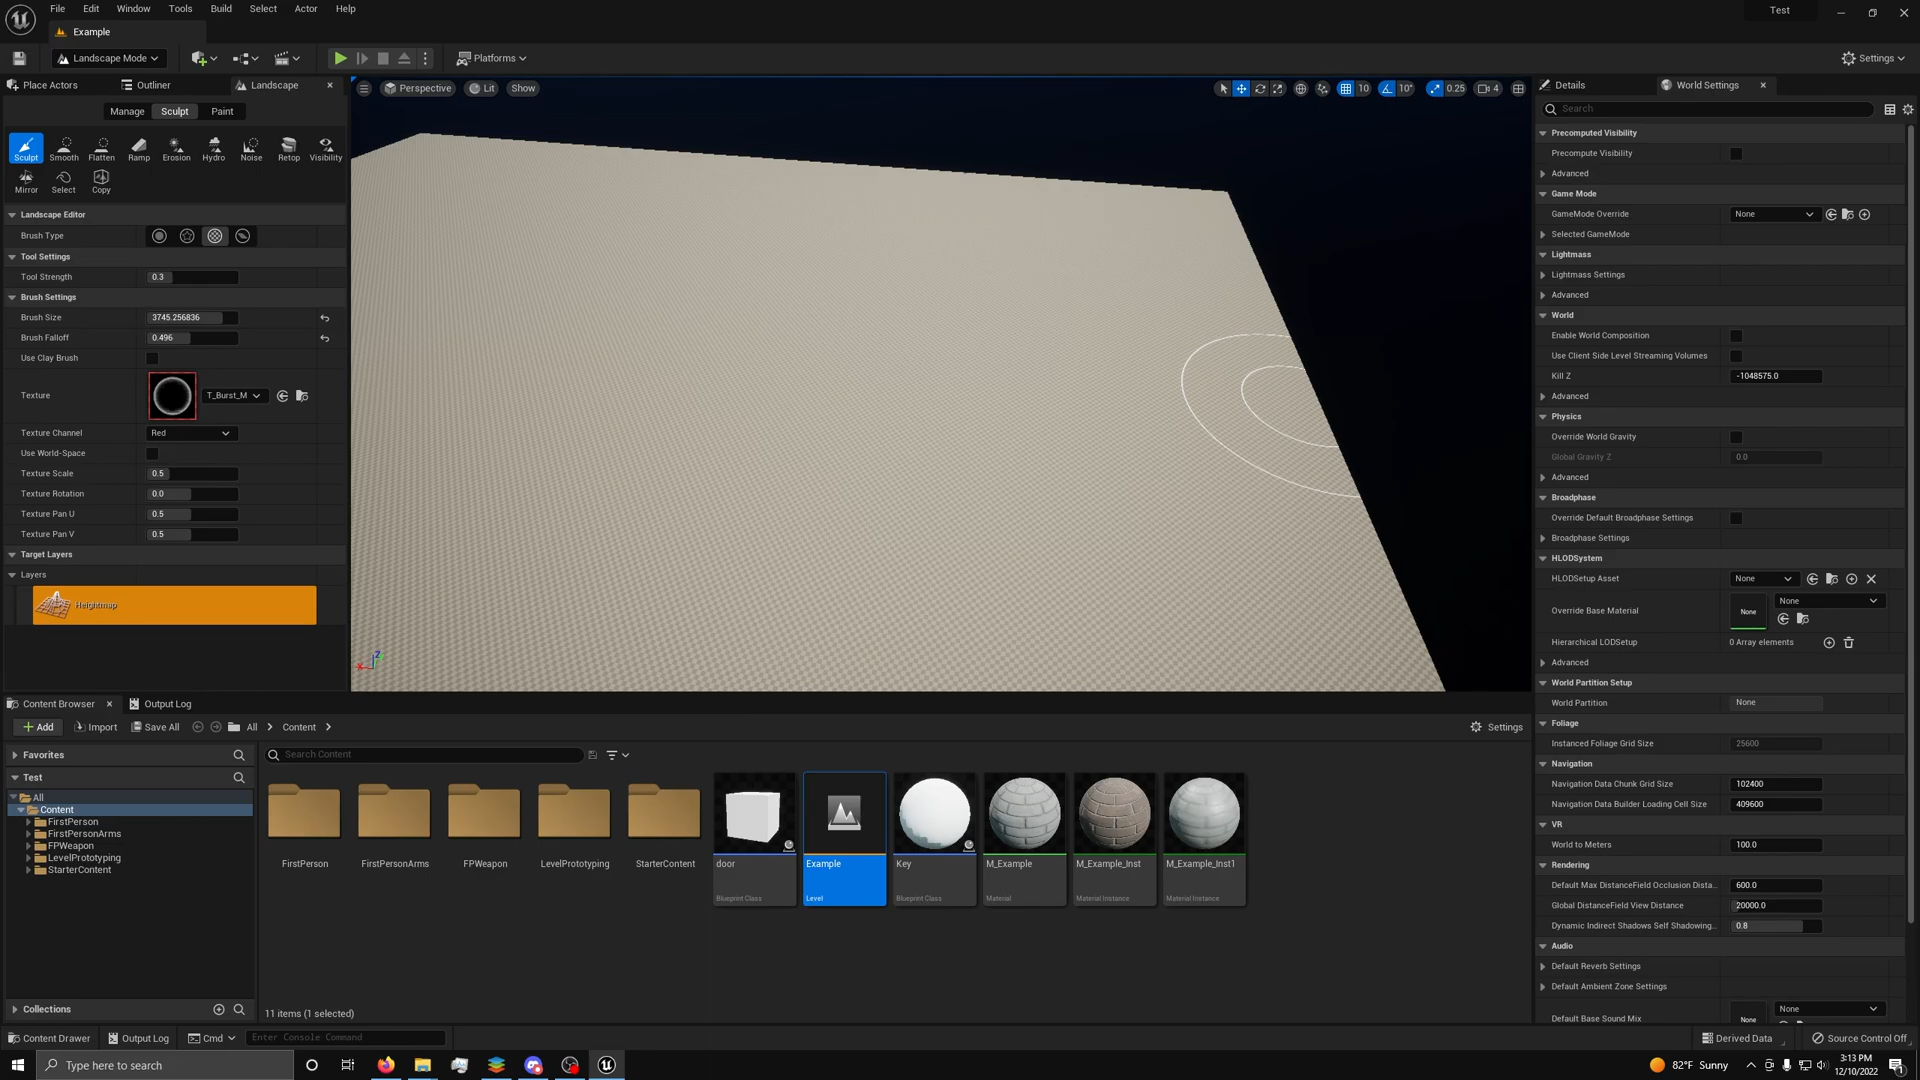 File Edit Window Tools Build Select Actor Help Test
Example
Landscape Mode Platforms Settings
Place Actors Outliner Landscape
Manage Sculpt Paint
Sculpt Smooth Flatten Ramp Erosion Hydro Noise Retop Visibility
Mirror Select Copy
Landscape Editor
Brush Type
Tool Settings
Tool Strength 0.3
Brush Settings
Brush Size 3745.256836
Brush Falloff 0.496
Use Clay Brush
Texture T_Burst_M
Texture Channel Red
Use World-Space
Texture Scale 0.5
Texture Rotation 0.0
Texture Pan U 0.5
Texture Pan V 0.5
Target Layers
Layers
Heightmap
Perspective Lit Show 10 10° 0.25 4
X Z
Details World Settings
Search
Precomputed Visibility
Precompute Visibility
Advanced
Game Mode
GameMode Override None
Selected GameMode
Lightmass
Lightmass Settings
Advanced
World
Enable World Composition
Use Client Side Level Streaming Volumes
Kill Z -1048575.0
Advanced
Physics
Override World Gravity
Global Gravity Z 0.0
Advanced
Broadphase
Override Default Broadphase Settings
Broadphase Settings
HLODSystem
HLODSetup Asset None
Override Base Material None None
Hierarchical LODSetup 0 Array elements
Advanced
World Partition Setup
World Partition None
Foliage
Instanced Foliage Grid Size 25600
Navigation
Navigation Data Chunk Grid Size 102400
Navigation Data Builder Loading Cell Size 409600
VR
World to Meters 100.0
Rendering
Default Max DistanceField Occlusion Dista... 600.0
Global DistanceField View Distance 20000.0
Dynamic Indirect Shadows Self Shadowing... 0.8
Audio
Default Reverb Settings
Default Ambient Zone Settings
Default Base Sound Mix None None
Content Browser Output Log
Add Import Save All All Content Settings
Favorites
Test
All
Content
FirstPerson
FirstPersonArms
FPWeapon
LevelPrototyping
StarterContent
Collections
Search Content
FirstPerson FirstPersonArms FPWeapon LevelPrototyping StarterContent door Example Key M_Example M_Example_Inst M_Example_Inst1
Blueprint Class Level Blueprint Class Material Material Instance Material Instance
11 items (1 selected)
Content Drawer Output Log Cmd Enter Console Command Derived Data Source Control Off
Type here to search 82°F Sunny 3:13 PM
12/10/2022